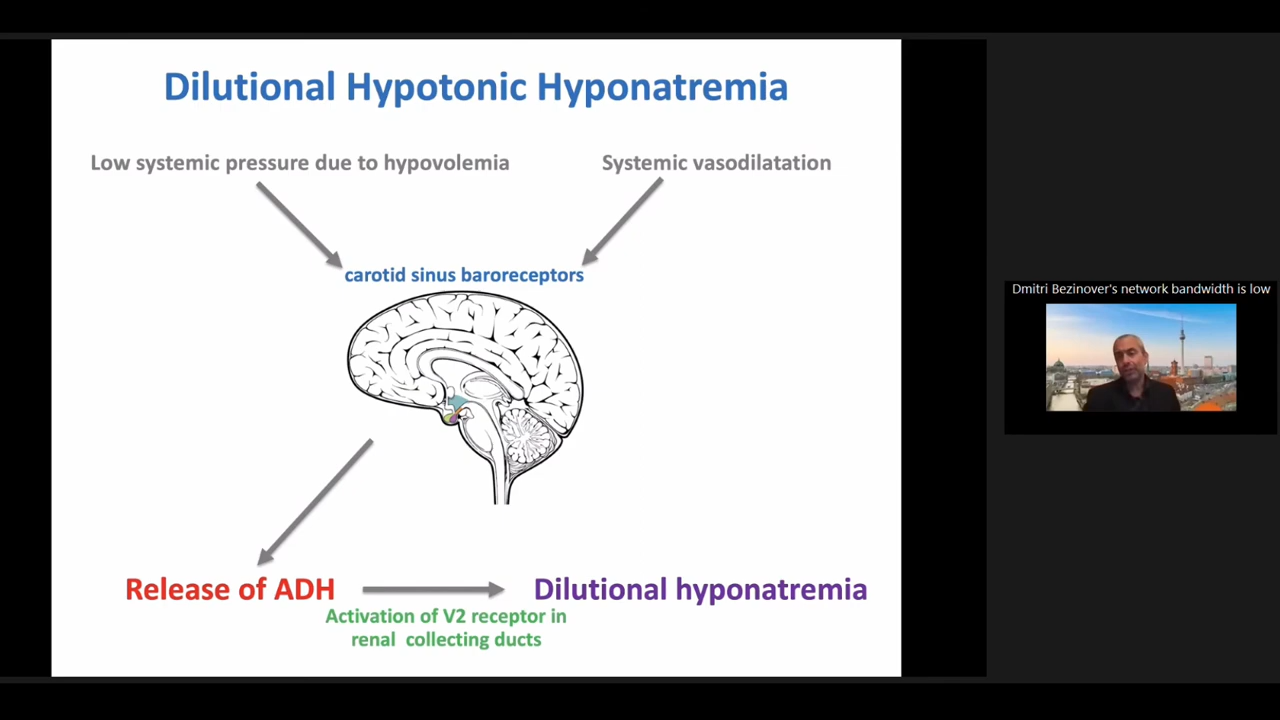 Dilutional Hypotonic Hyponatremia
Low systemic pressure due to hypovolemia
Systemic vasodilatation
carotid sinus baroreceptors
Release of ADH
Dilutional hyponatremia
Activation of V2 receptor in
renal collecting ducts
Dmitri Bezinover's network bandwidth is low